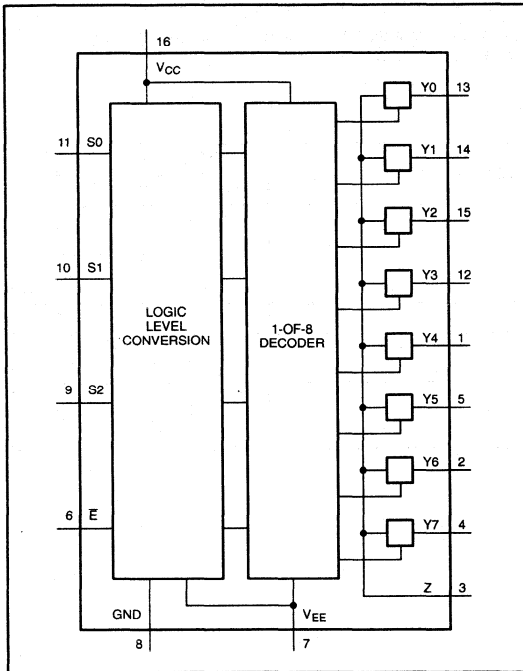 16
VCC
11 S0
10 S1
9 S2
6 E̅
LOGIC
LEVEL
CONVERSION
1-OF-8
DECODER
Y0 13
Y1 14
Y2 15
Y3 12
Y4 1
Y5 5
Y6 2
Y7 4
Z 3
GND
8
VEE
7